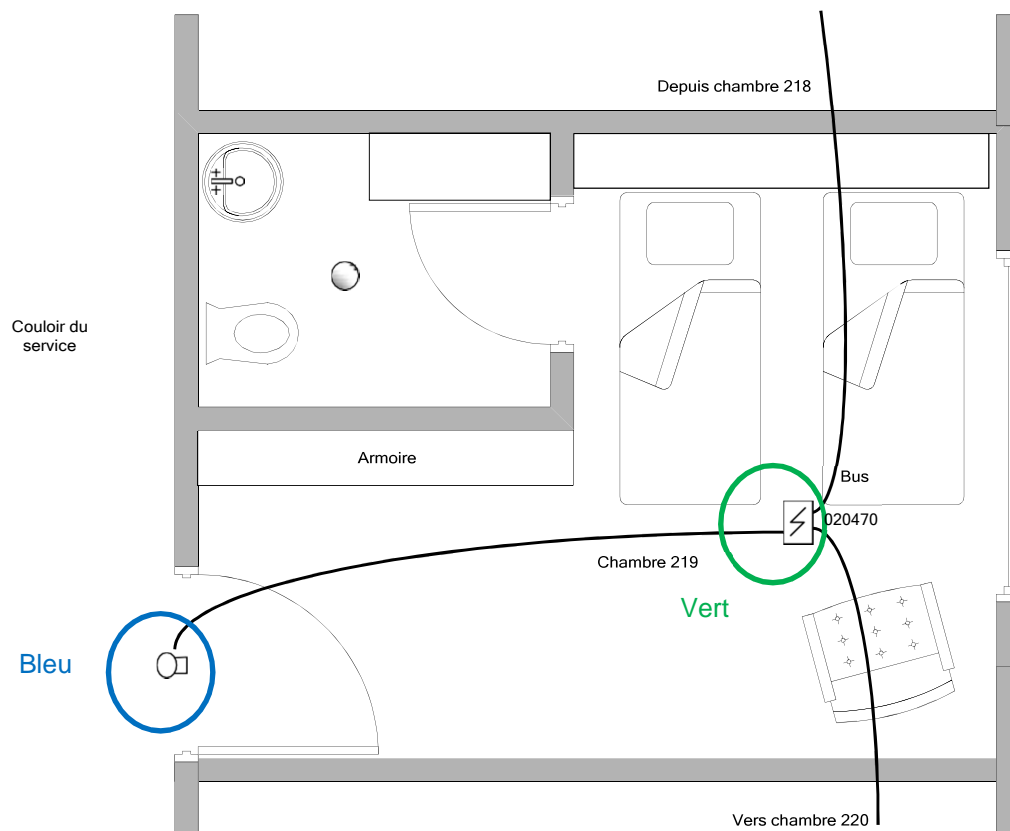 Depuis chambre 218
Couloir du
service
Armoire
Bus
020470
Chambre 219
Vert
Bleu
Vers chambre 220